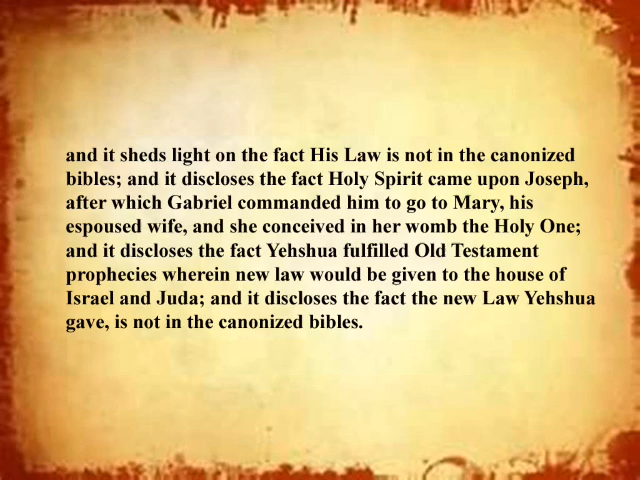 and it sheds light on the fact His Law is not in the canonized
bibles; and it discloses the fact Holy Spirit came upon Joseph,
after which Gabriel commanded him to go to Mary, his
espoused wife, and she conceived in her womb the Holy One;
and it discloses the fact Yehshua fulfilled Old Testament
prophecies wherein new law would be given to the house of
Israel and Juda; and it discloses the fact the new Law Yehshua
gave, is not in the canonized bibles.